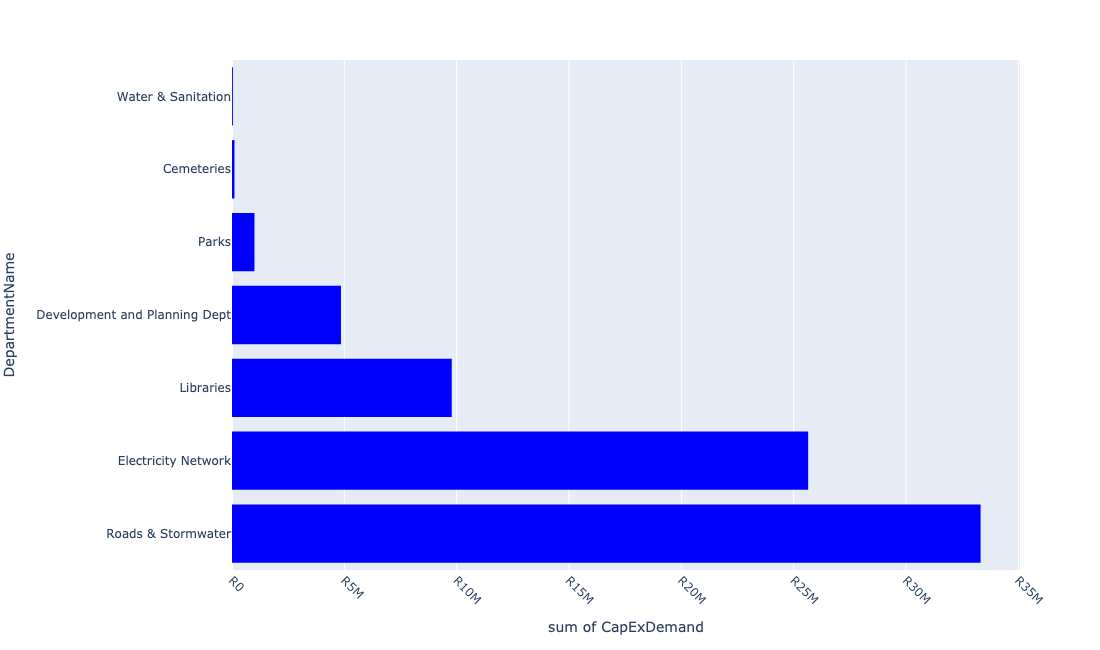 DepartmentName
Water & Sanitation
Cemeteries
Parks
Development and Planning Dept
Libraries
Electricity Network
Roads & Stormwater
R0
R5M
R10M
R15M
R20M
R25M
R30M
R35M
sum of CapExDemand